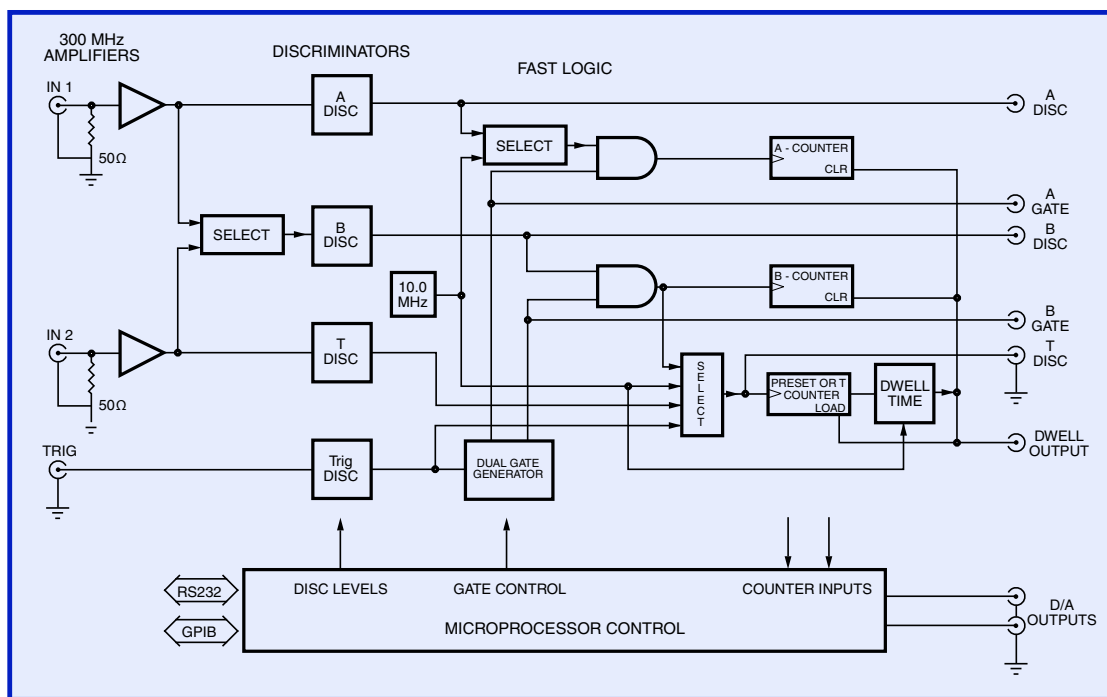 300 MHz
AMPLIFIERS
DISCRIMINATORS
FAST LOGIC
IN 1
50Ω
A
DISC
SELECT
A - COUNTER
CLR
A
DISC
A
GATE
SELECT
B
DISC
B
DISC
10.0
MHz
B - COUNTER
CLR
B
GATE
IN 2
50Ω
T
DISC
SELECT
PRESET OR T
COUNTER
LOAD
DWELL
TIME
T
DISC
TRIG
Trig
DISC
DUAL GATE
GENERATOR
DWELL
OUTPUT
RS232
GPIB
DISC LEVELS
GATE CONTROL
COUNTER INPUTS
MICROPROCESSOR CONTROL
D/A
OUTPUTS